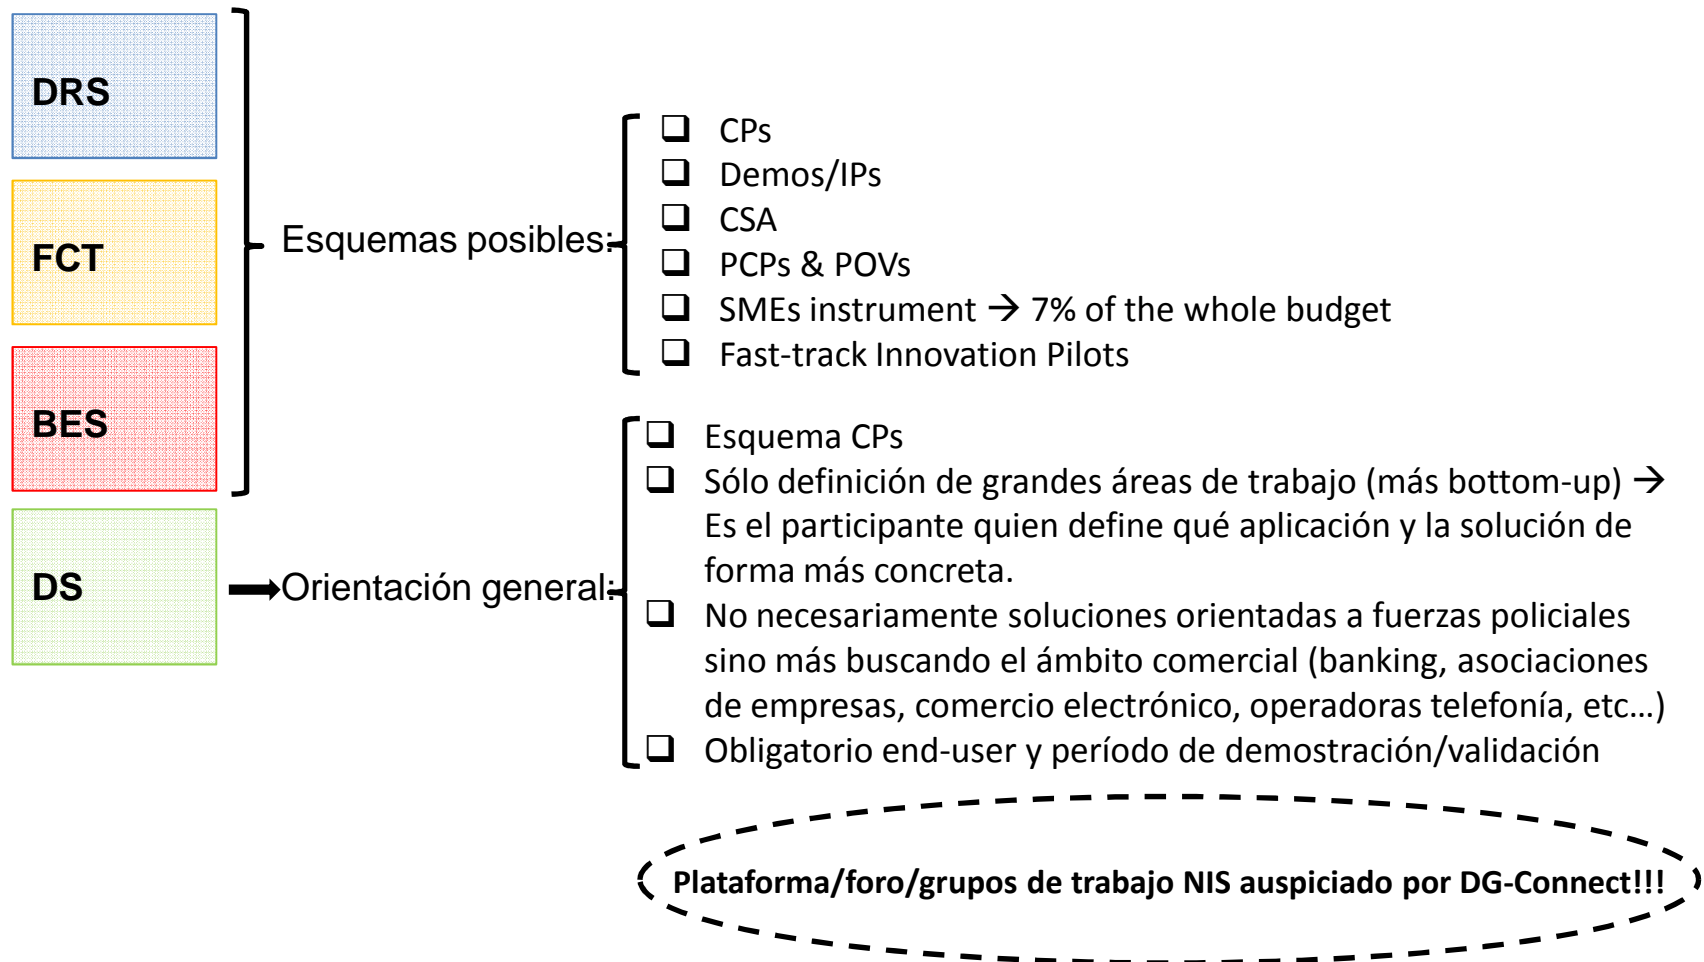 DRS
FCT
BES
Esquemas posibles:
CPs
Demos/IPs
CSA
PCPs & POVs
SMEs instrument → 7% of the whole budget
Fast-track Innovation Pilots
DS
Orientación general:
Esquema CPs
Sólo definición de grandes áreas de trabajo (más bottom-up) →
Es el participante quien define qué aplicación y la solución de
forma más concreta.
No necesariamente soluciones orientadas a fuerzas policiales
sino más buscando el ámbito comercial (banking, asociaciones
de empresas, comercio electrónico, operadoras telefonía, etc…)
Obligatorio end-user y período de demostración/validación
Plataforma/foro/grupos de trabajo NIS auspiciado por DG-Connect!!!